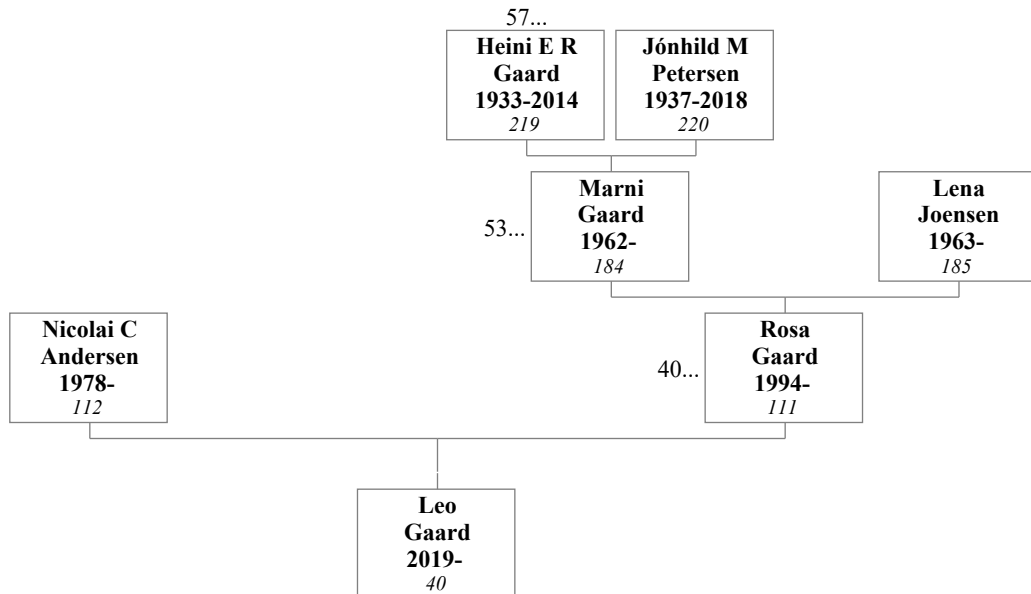 57...
Heini E R
Gaard
1933-2014
219
Jónhild M
Petersen
1937-2018
220
53...
Marni
Gaard
1962-
184
Lena
Joensen
1963-
185
Nicolai C
Andersen
1978-
112
40...
Rosa
Gaard
1994-
111
Leo
Gaard
2019-
40